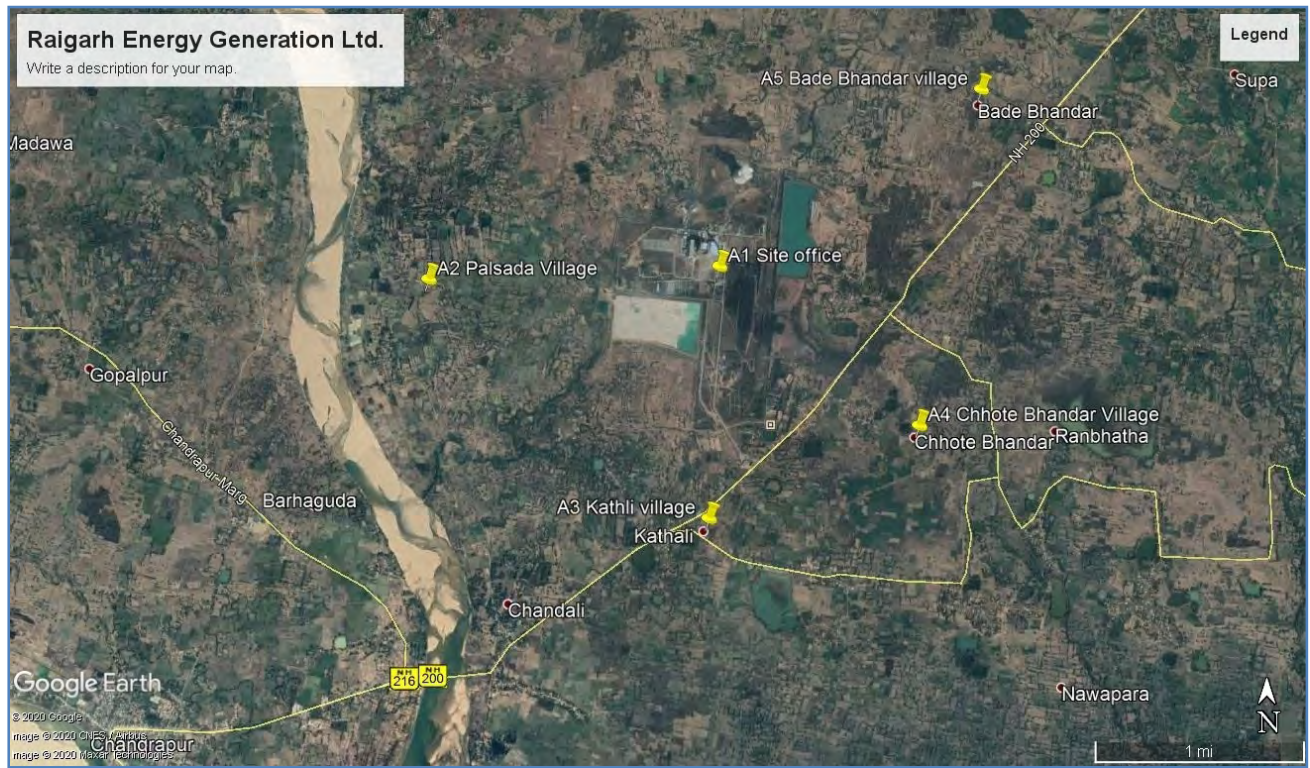 Raigarh Energy Generation Ltd.
Write a description for your map.
Legend
A5 Bade Bhandar village
Supa
Bade Bhandar
Madawa
NH-200
A1 Site office
A2 Palsada Village
Gopalpur
Chandrapur-Marg
A4 Chhote Bhandar Village
Chhote Bhandar
Ranbhatha
Barhaguda
A3 Kathli village
Kathali
Chandali
NH
216
NH
200
Google Earth
Nawapara
N
© 2020 Google
Image © 2020 CNES / Airbus
Image © 2020 Maxar Technologies
Chandrapur
1 mi